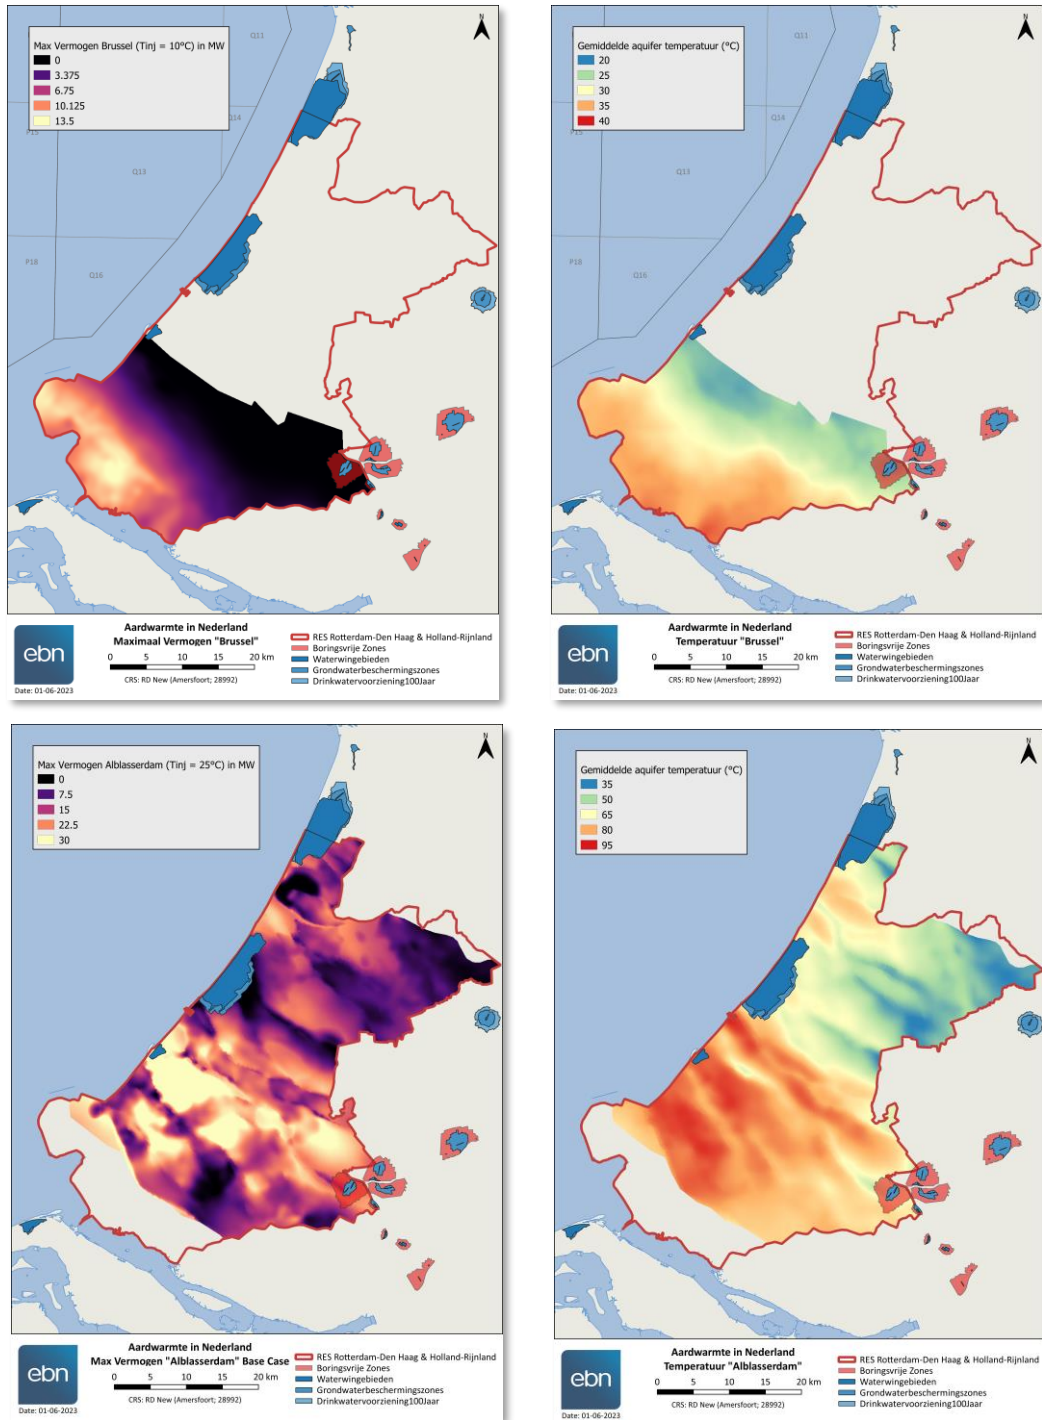 Max Vermogen Brussel (Tinj = 10°C) in MW
0
3.375
6.75
10.125
13.5
N
Q11
Q14
P15
Q13
P18
Q16
ebn
Date: 01-06-2023
Aardwarmte in Nederland
Maximaal Vermogen "Brussel"
0 5 10 15 20 km
CRS: RD New (Amersfoort; 28992)
RES Rotterdam-Den Haag & Holland-Rijnland
Boringsvrije Zones
Waterwingebieden
Grondwaterbeschermingszones
Drinkwatervoorziening100Jaar
Gemiddelde aquifer temperatuur (°C)
20
25
30
35
40
N
Q11
Q14
P15
Q13
P18
Q16
ebn
Date: 01-06-2023
Aardwarmte in Nederland
Temperatuur "Brussel"
0 5 10 15 20 km
CRS: RD New (Amersfoort; 28992)
RES Rotterdam-Den Haag & Holland-Rijnland
Boringsvrije Zones
Waterwingebieden
Grondwaterbeschermingszones
Drinkwatervoorziening100Jaar
Max Vermogen Alblasserdam (Tinj = 25°C) in MW
0
7.5
15
22.5
30
N
ebn
Date: 01-06-2023
Aardwarmte in Nederland
Max Vermogen "Alblasserdam" Base Case
0 5 10 15 20 km
CRS: RD New (Amersfoort; 28992)
RES Rotterdam-Den Haag & Holland-Rijnland
Boringsvrije Zones
Waterwingebieden
Grondwaterbeschermingszones
Drinkwatervoorziening100Jaar
Gemiddelde aquifer temperatuur (°C)
35
50
65
80
95
N
ebn
Date: 01-06-2023
Aardwarmte in Nederland
Temperatuur "Alblasserdam"
0 5 10 15 20 km
CRS: RD New (Amersfoort; 28992)
RES Rotterdam-Den Haag & Holland-Rijnland
Boringsvrije Zones
Waterwingebieden
Grondwaterbeschermingszones
Drinkwatervoorziening100Jaar